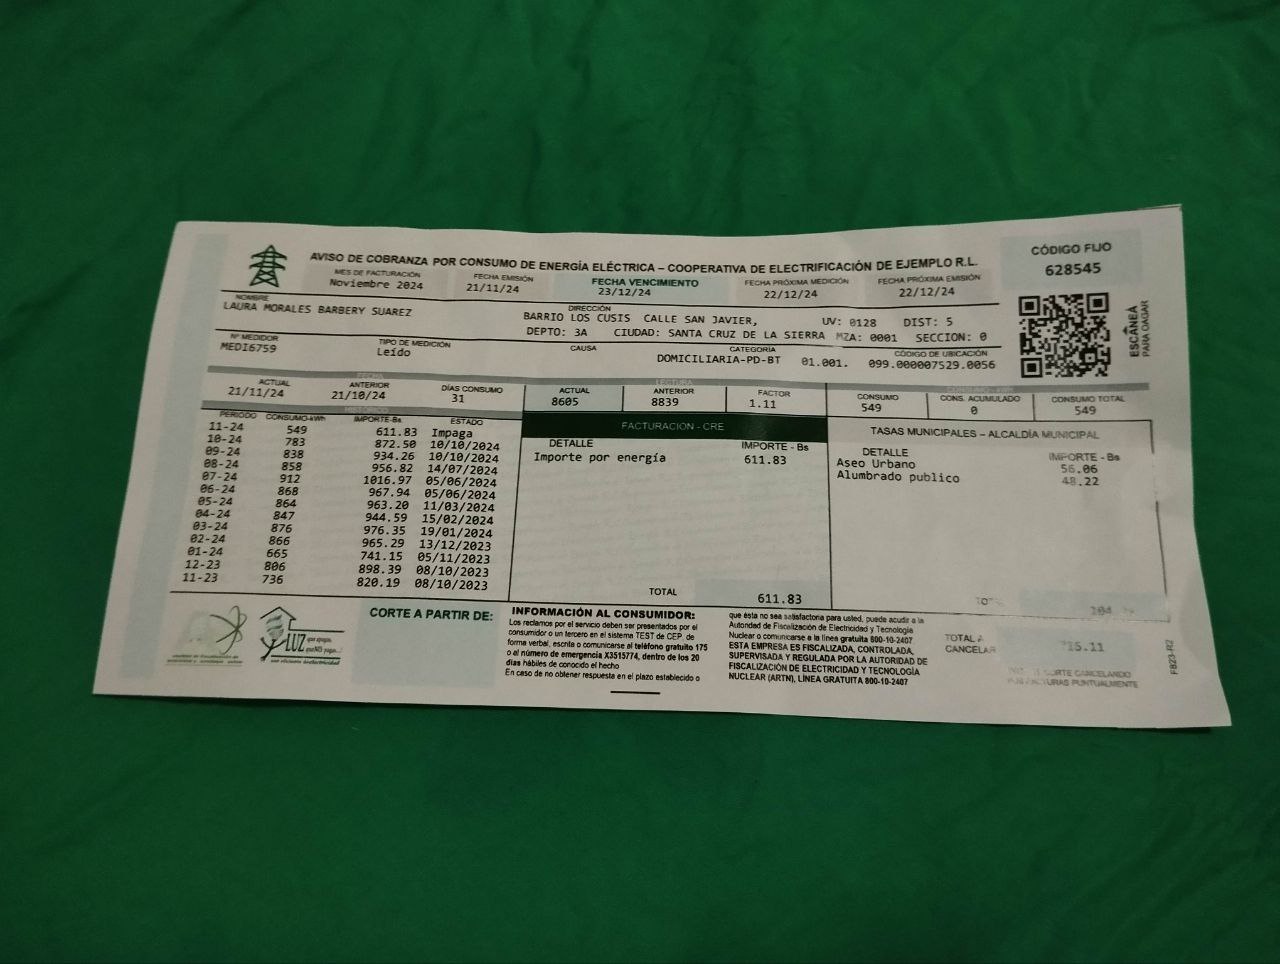 AVISO DE COBRANZA POR CONSUMO DE ENERGÍA ELÉCTRICA – COOPERATIVA DE ELECTRIFICACIÓN DE EJEMPLO R.L.
CÓDIGO FIJO
628545
MES DE FACTURACIÓN
Noviembre 2024
FECHA EMISIÓN
21/11/24
FECHA VENCIMIENTO
23/12/24
FECHA PRÓXIMA MEDICIÓN
22/12/24
FECHA PRÓXIMA EMISIÓN
22/12/24
ESCANEA
PARA PAGAR
NOMBRE
LAURA MORALES BARBERY SUAREZ
DIRECCIÓN
BARRIO LOS CUSIS CALLE SAN JAVIER, UV: 0128 DIST: 5
DEPTO: 3A CIUDAD: SANTA CRUZ DE LA SIERRA MZA: 0001 SECCION: 0
Nº MEDIDOR
MEDI6759
TIPO DE MEDICIÓN
Leído
CAUSA
CATEGORÍA
DOMICILIARIA-PD-BT
CÓDIGO DE UBICACIÓN
01.001. 099.000007529.0056
FECHA
ACTUAL
21/11/24
ANTERIOR
21/10/24
DÍAS CONSUMO
31
LECTURA
ACTUAL
8605
ANTERIOR
8839
FACTOR
1.11
CONSUMO
549
CONS. ACUMULADO
0
CONSUMO TOTAL
549
HISTÓRICO
PERIODO CONSUMO-kWh IMPORTE-Bs ESTADO
11-24 549 611.83 Impaga
10-24 783 872.50 10/10/2024
09-24 838 934.26 10/10/2024
08-24 858 956.82 14/07/2024
07-24 912 1016.97 05/06/2024
06-24 868 967.94 05/06/2024
05-24 864 963.20 11/03/2024
04-24 847 944.59 15/02/2024
03-24 876 976.35 19/01/2024
02-24 866 965.29 13/12/2023
01-24 665 741.15 05/11/2023
12-23 806 898.39 08/10/2023
11-23 736 820.19 08/10/2023
FACTURACION - CRE
DETALLE IMPORTE - Bs
Importe por energía 611.83
TOTAL 611.83
TASAS MUNICIPALES – ALCALDÍA MUNICIPAL
DETALLE IMPORTE - Bs
Aseo Urbano 56.06
Alumbrado publico 48.22
LUZ
CORTE A PARTIR DE:
INFORMACIÓN AL CONSUMIDOR:
Los reclamos por el servicio deben ser presentados por el
consumidor o un tercero en el sistema TEST de CEP, de
forma verbal, escrita o comunicarse al teléfono gratuito 175
o al número de emergencia X3515774, dentro de los 20
días hábiles de conocido el hecho
En caso de no obtener respuesta en el plazo establecido o
que ésta no sea satisfactoria para usted, puede acudir a la
Autoridad de Fiscalización de Electricidad y Tecnología
Nuclear o comunicarse a la línea gratuita 800-10-2407
ESTA EMPRESA ES FISCALIZADA, CONTROLADA,
SUPERVISADA Y REGULADA POR LA AUTORIDAD DE
FISCALIZACIÓN DE ELECTRICIDAD Y TECNOLOGÍA
NUCLEAR (ARTN), LÍNEA GRATUITA 800-10-2407
TOTAL A
CANCELAR
CORTE CANCELANDO
FACTURAS PUNTUALMENTE
F823-R2